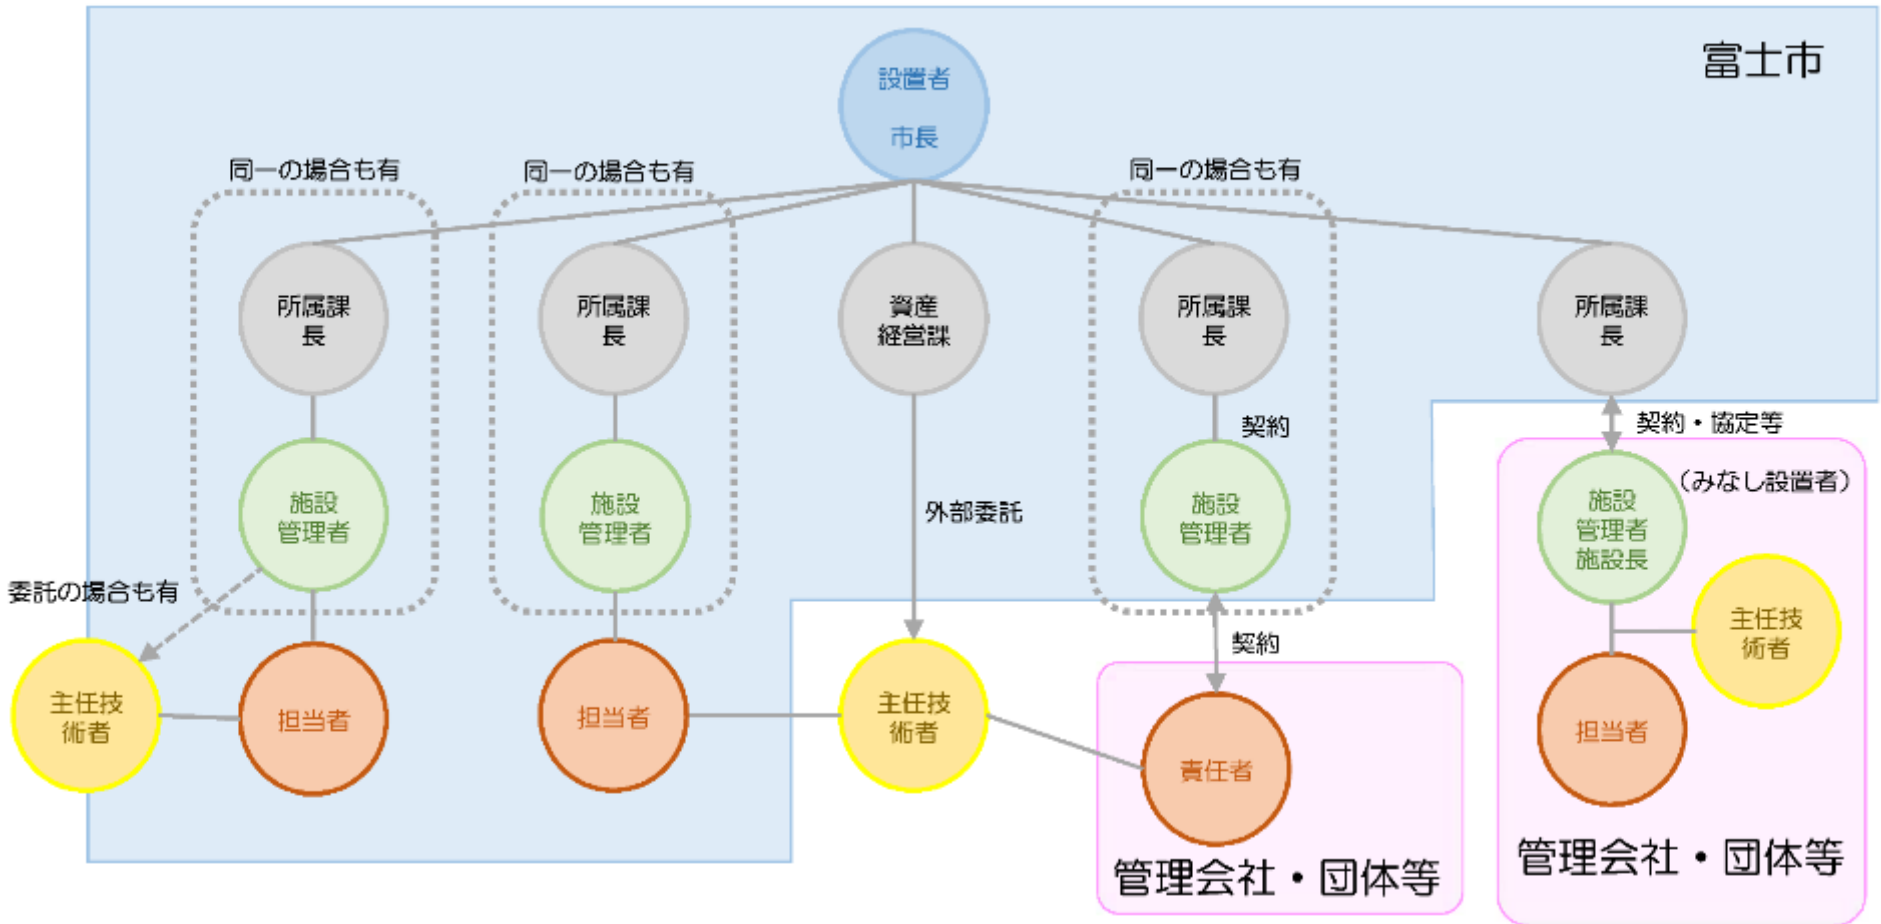 富士市
設置者
市長
同一の場合も有
同一の場合も有
同一の場合も有
所属課
長
所属課
長
資産
経営課
所属課
長
所属課
長
契約
契約・協定等
施設
管理者
施設
管理者
外部委託
施設
管理者
(みなし設置者)
施設
管理者
施設長
委託の場合も有
契約
主任技
術者
主任技
術者
担当者
担当者
主任技
術者
責任者
担当者
管理会社・団体等
管理会社・団体等